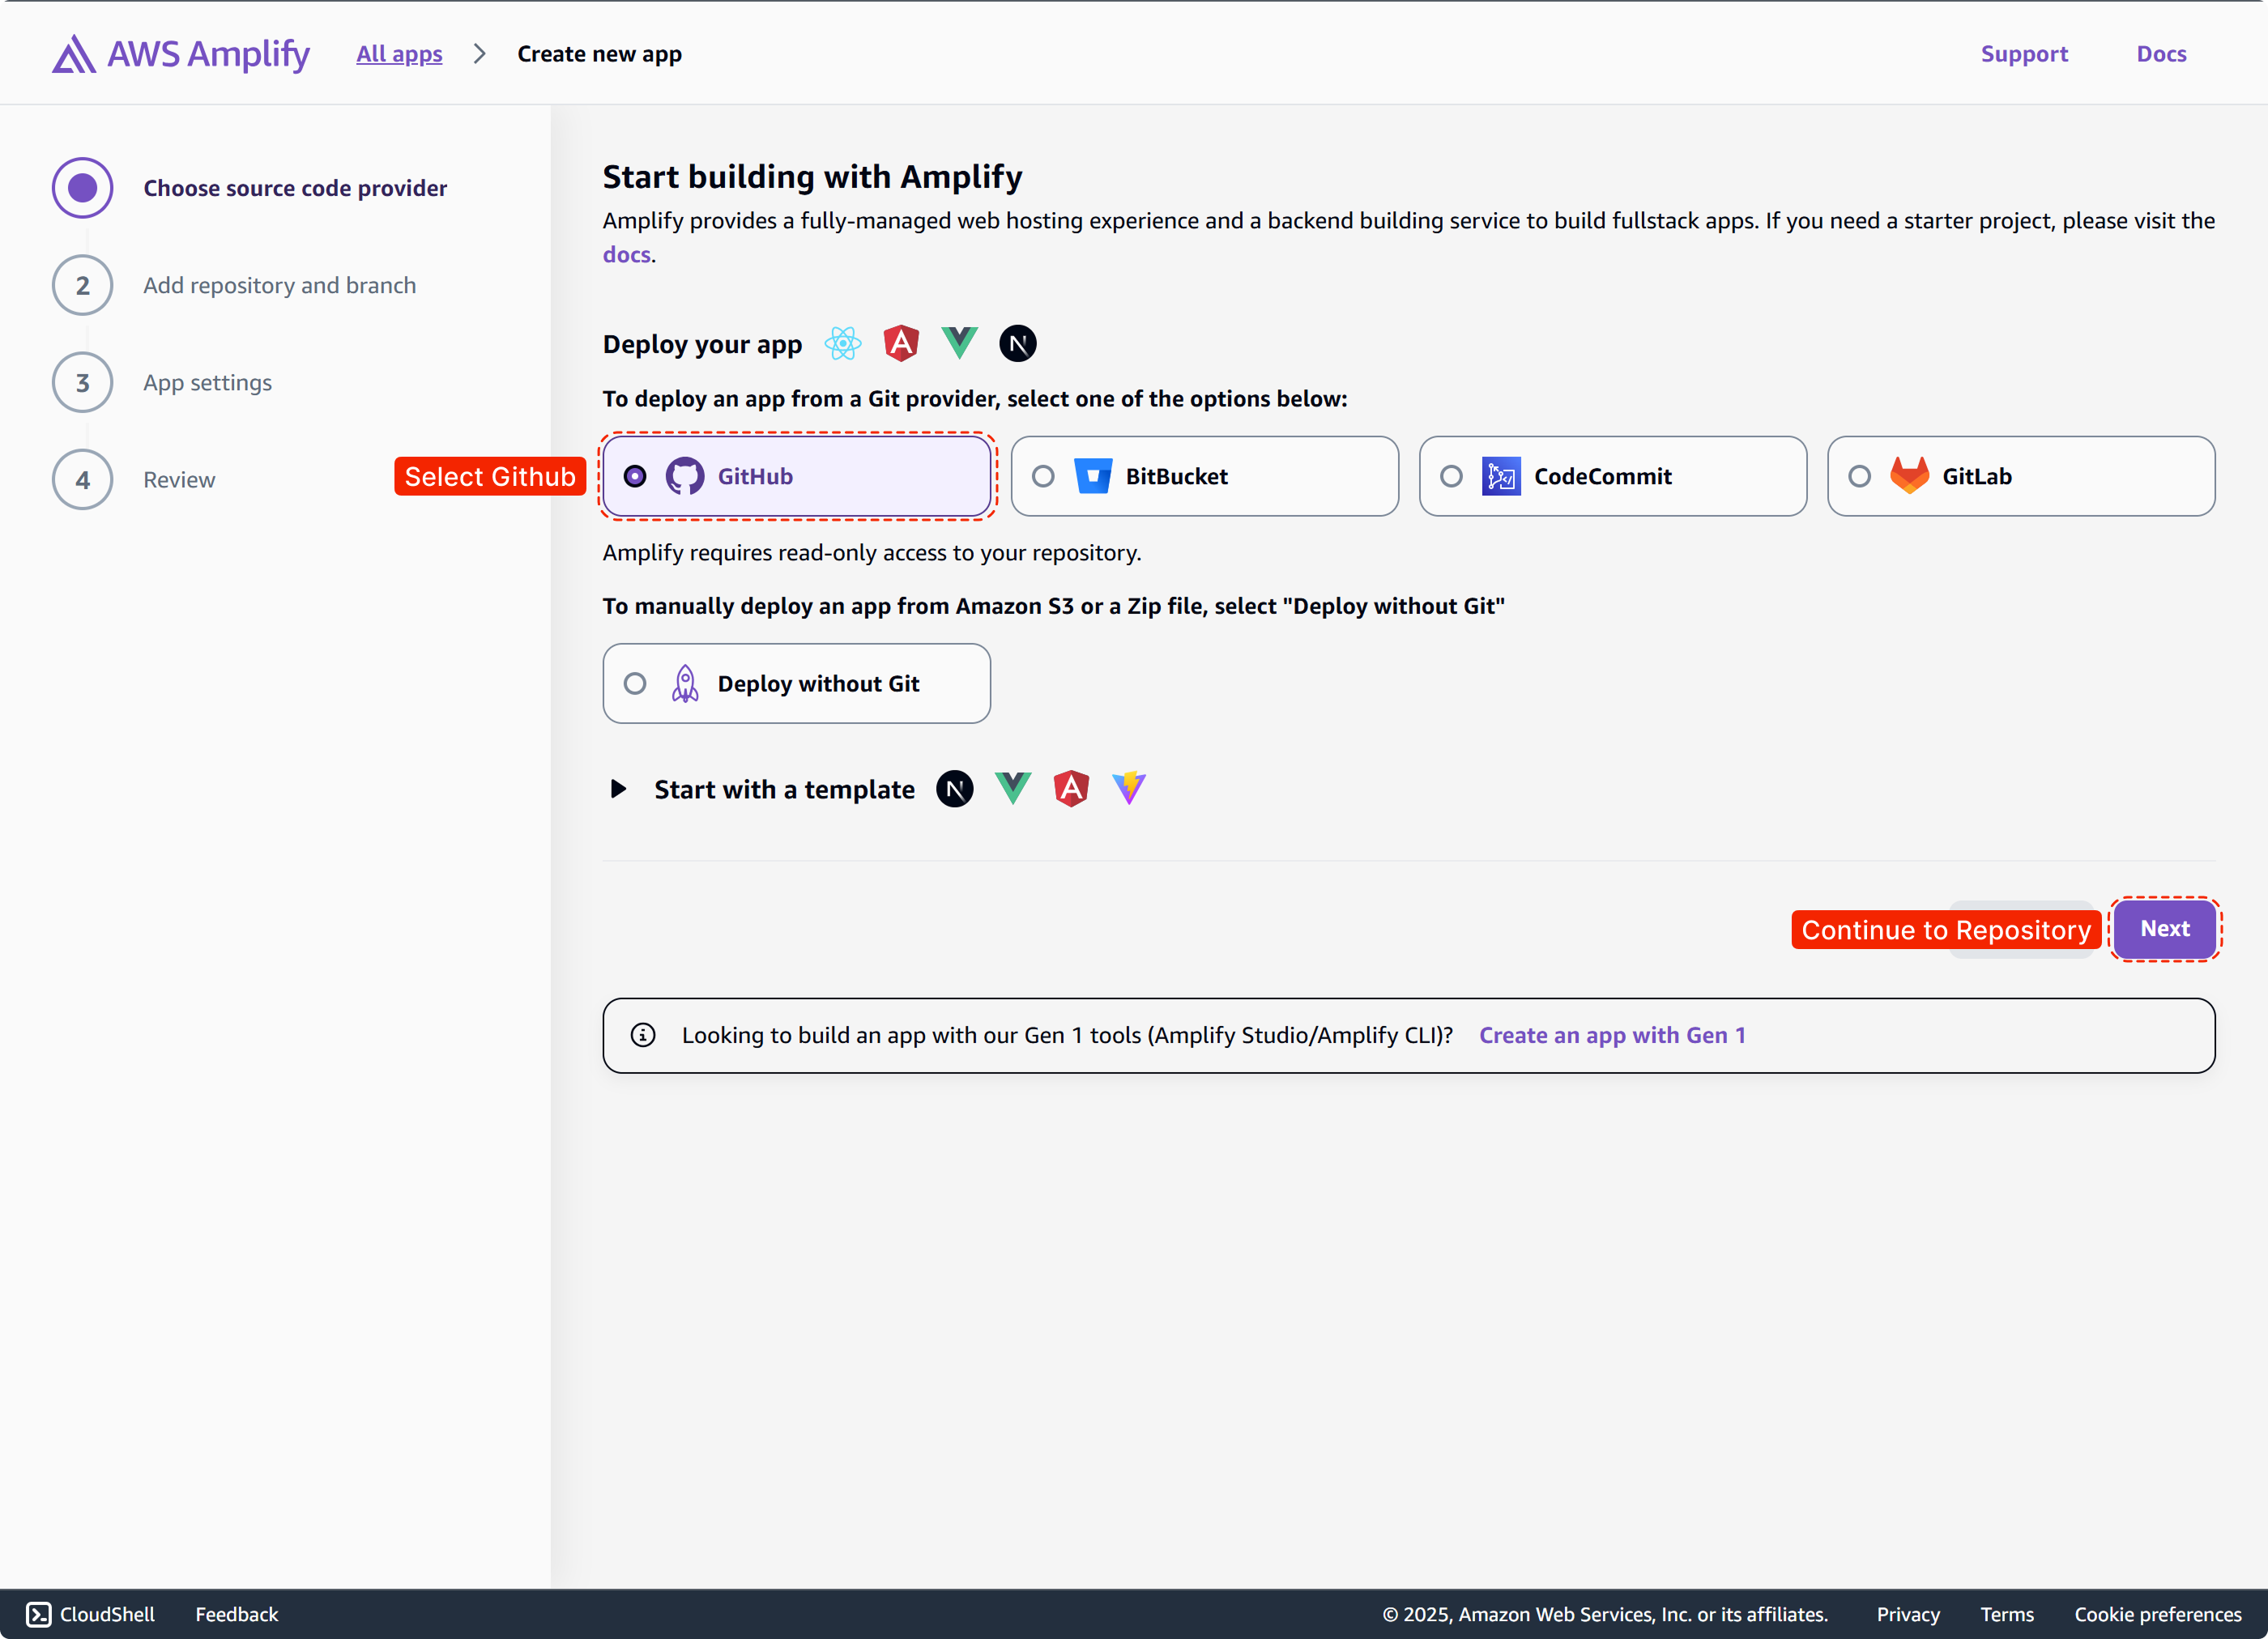 AWS Amplify
All apps
Create new app
Support
Docs
Choose source code provider
2
Add repository and branch
3
App settings
4
Review
Start building with Amplify
Amplify provides a fully-managed web hosting experience and a backend building service to build fullstack apps. If you need a starter project, please visit the
docs.
Deploy your app
To deploy an app from a Git provider, select one of the options below:
Select Github
GitHub
BitBucket
CodeCommit
GitLab
Amplify requires read-only access to your repository.
To manually deploy an app from Amazon S3 or a Zip file, select "Deploy without Git"
Deploy without Git
Start with a template
Continue to Repository
Next
Looking to build an app with our Gen 1 tools (Amplify Studio/Amplify CLI)?
Create an app with Gen 1
CloudShell
Feedback
© 2025, Amazon Web Services, Inc. or its affiliates.
Privacy
Terms
Cookie preferences